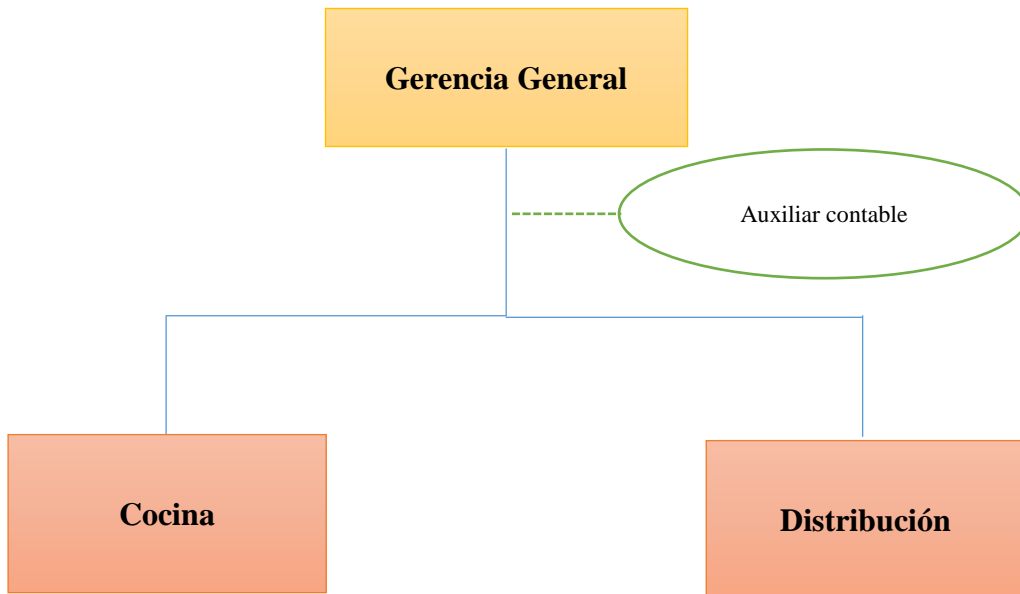 Gerencia General
Auxiliar contable
Cocina
Distribución